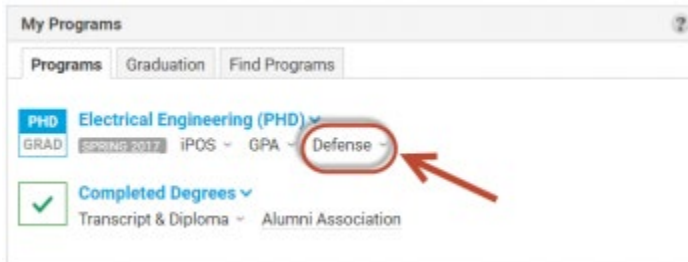 My Programs ?
Programs Graduation Find Programs
PHD Electrical Engineering (PHD)
GRAD SPRING 2017 iPOS GPA Defense
Completed Degrees
Transcript & Diploma Alumni Association